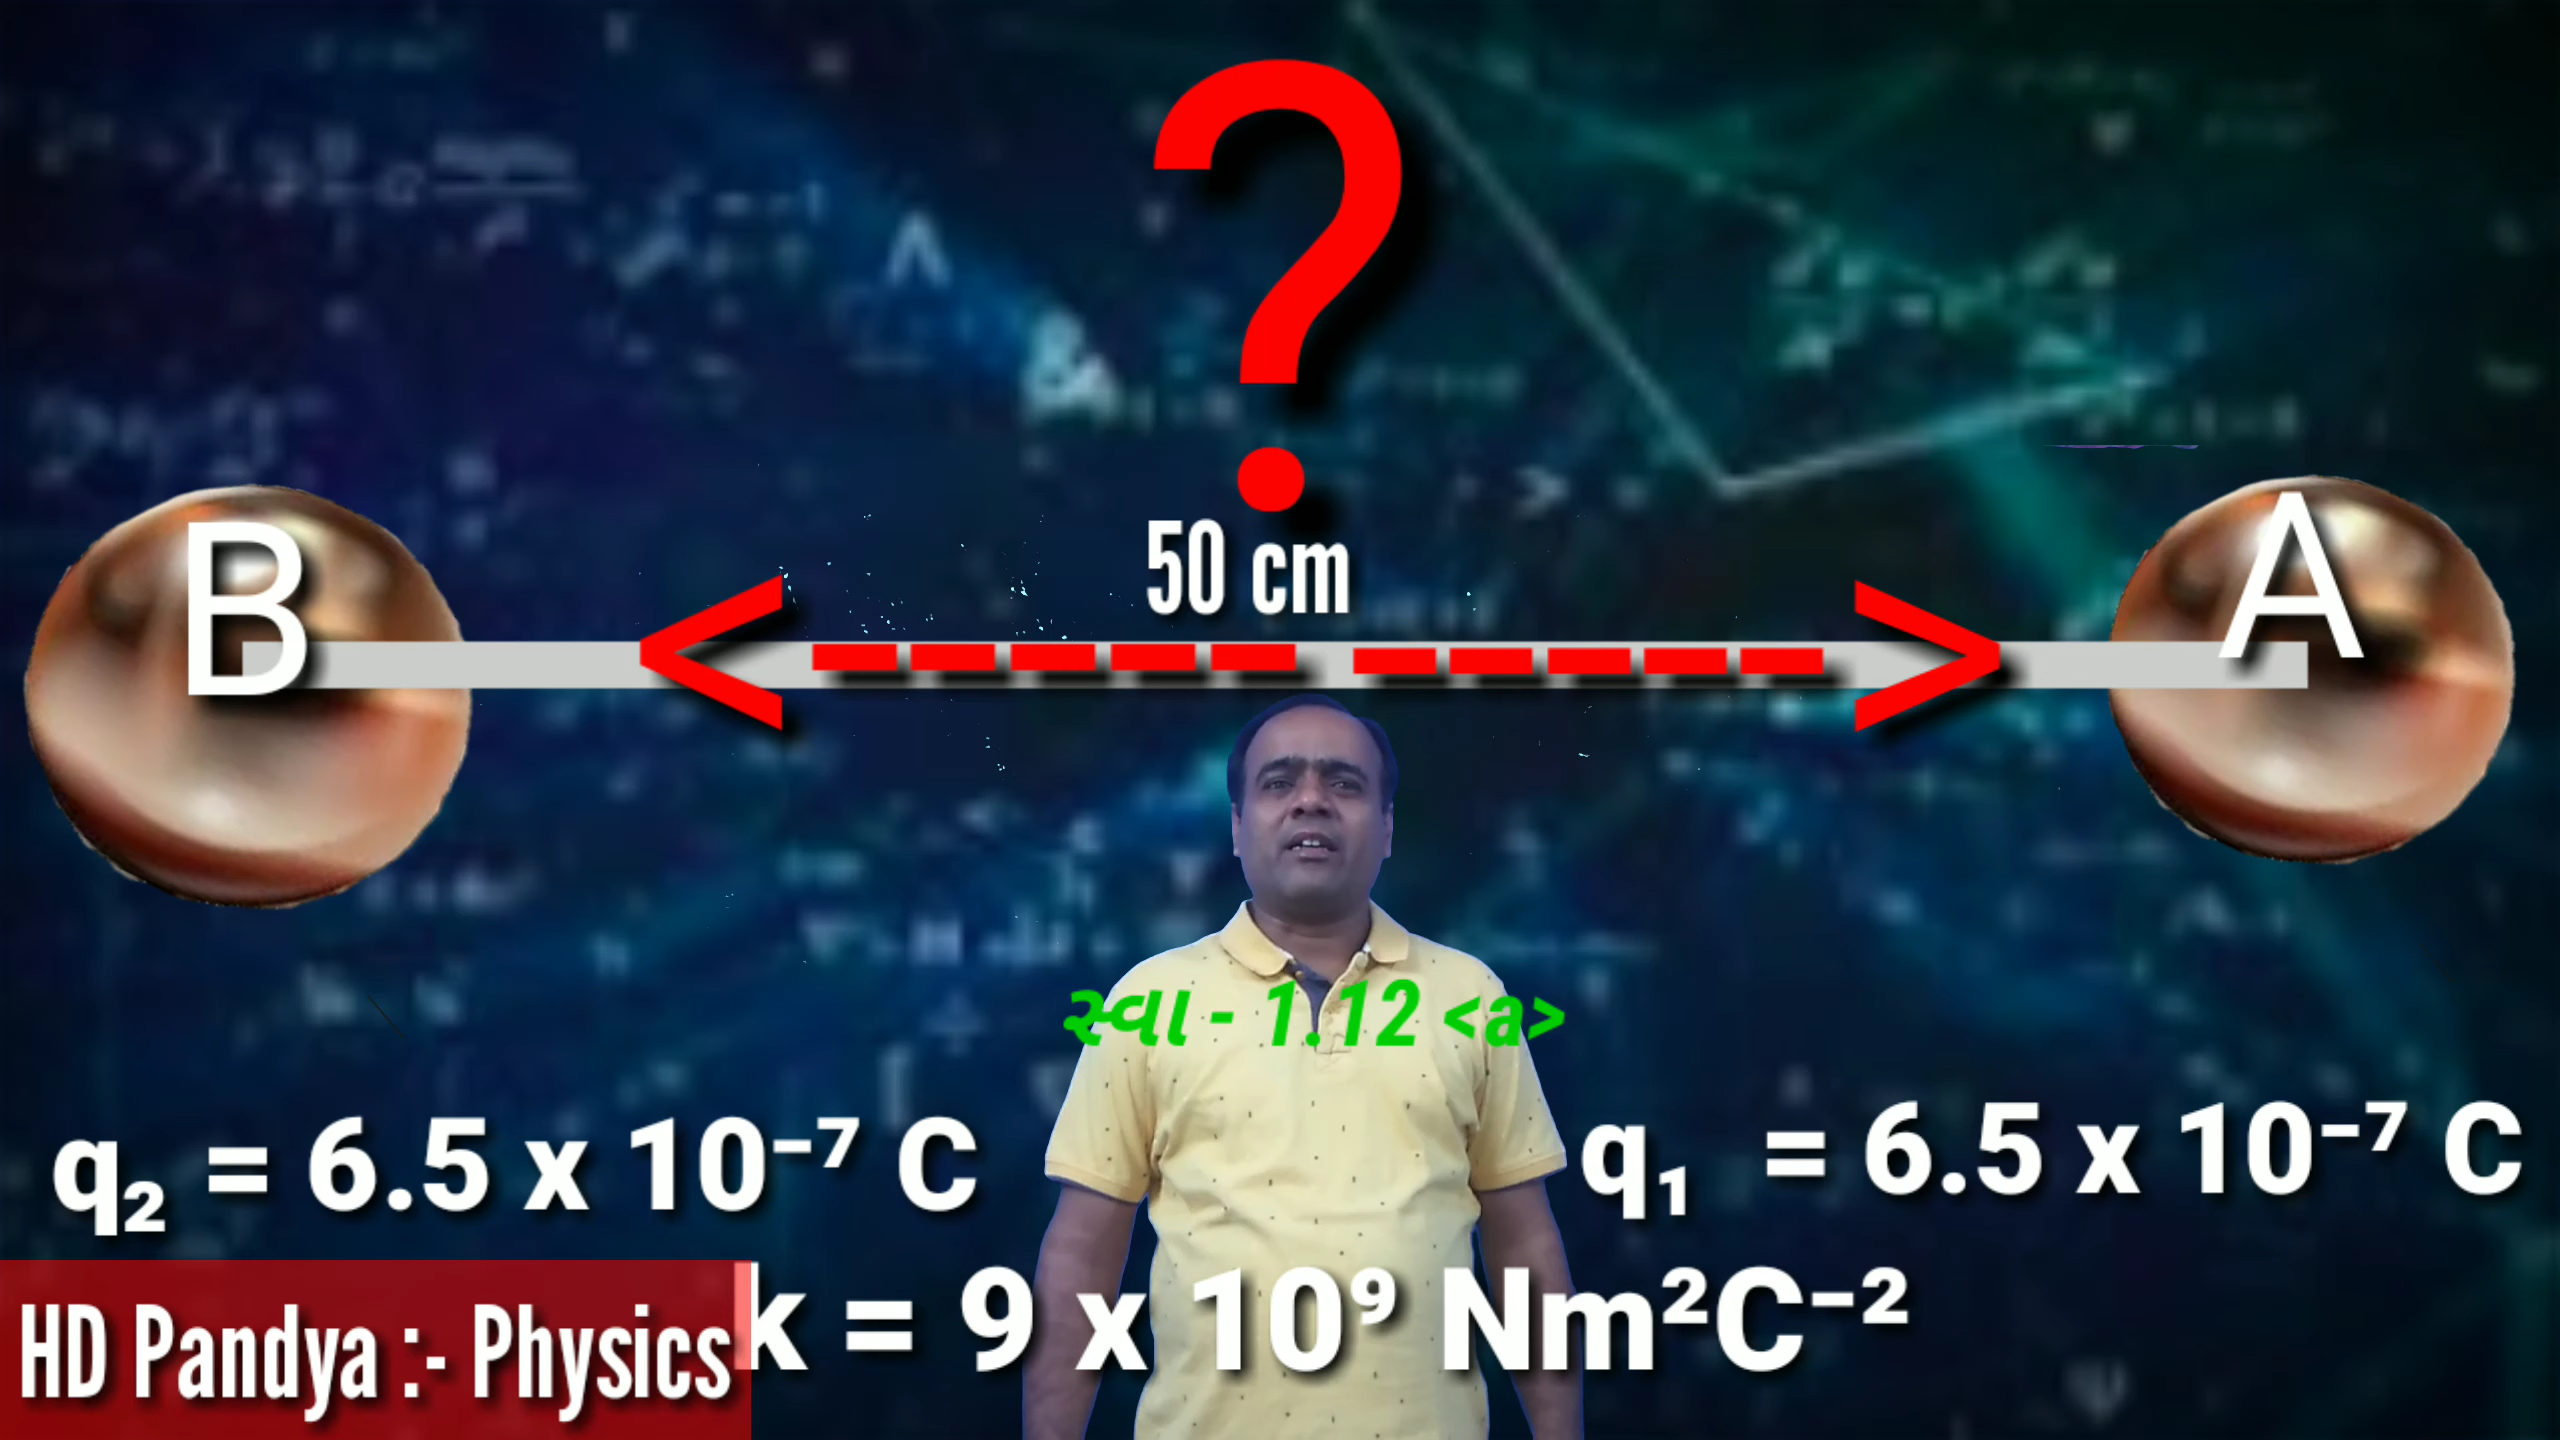 ?
50 cm
B
A
સ્વા - 1.12 <a>
q₂ = 6.5 x 10⁻⁷ C
q₁ = 6.5 x 10⁻⁷ C
HD Pandya :- Physics
k = 9 x 10⁹ Nm²C⁻²